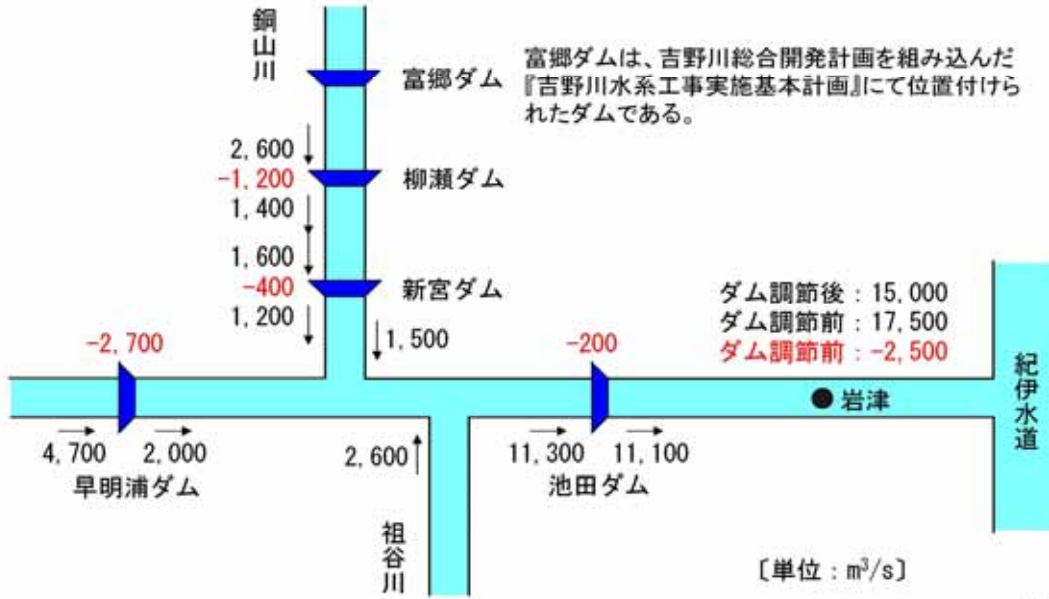 銅山川
富郷ダム
富郷ダムは、吉野川総合開発計画を組み込んだ
『吉野川水系工事実施基本計画』にて位置付けら
れたダムである。
2,600
-1,200
柳瀬ダム
1,400
1,600
-400
新宮ダム
1,200
1,500
ダム調節後：15,000
ダム調節前：17,500
ダム調節前：-2,500
-2,700
-200
岩津
紀伊水道
4,700
2,000
早明浦ダム
2,600
11,300
11,100
池田ダム
祖谷川
〔単位：m³/s〕